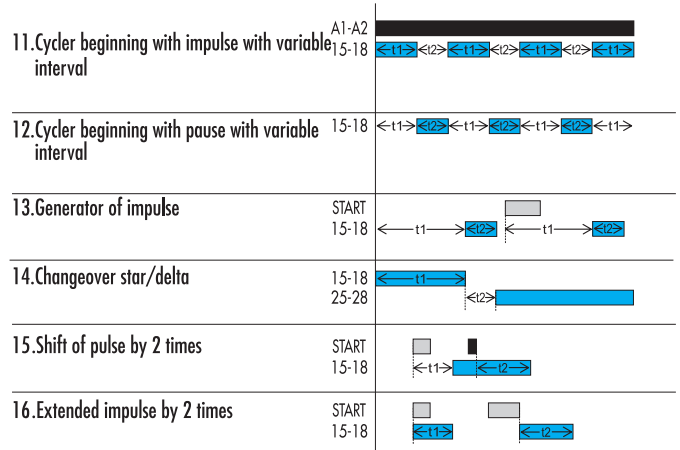 A1-A2
11.Cycler beginning with impulse with variable interval
15-18 t1 t2 t1 t2 t1 t2 t1
12.Cycler beginning with pause with variable interval
15-18 t1 t2 t1 t2 t1 t2 t1
13.Generator of impulse
START
15-18 t1 t2 t1 t2
14.Changeover star/delta
15-18 t1
25-28 t2
15.Shift of pulse by 2 times
START
15-18 t1 t2
16.Extended impulse by 2 times
START
15-18 t1 t2